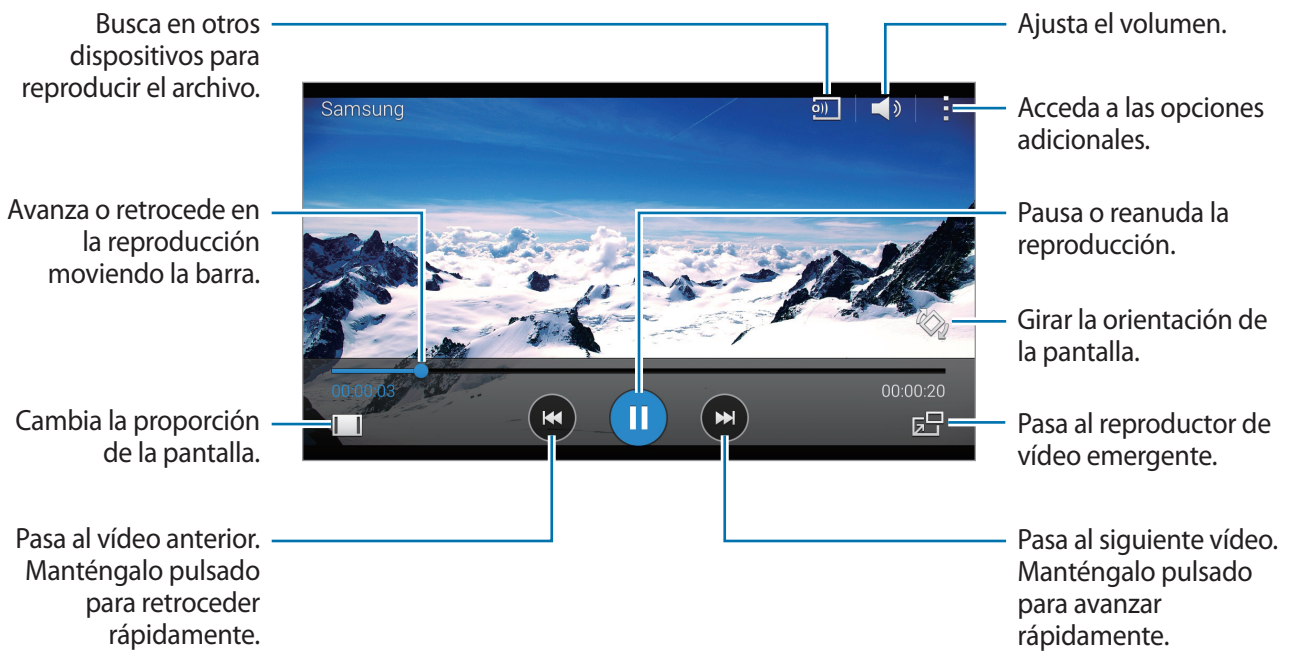 Busca en otros
dispositivos para
reproducir el archivo.
Ajusta el volumen.
Samsung
Acceda a las opciones
adicionales.
Avanza o retrocede en
la reproducción
moviendo la barra.
Pausa o reanuda la
reproducción.
Girar la orientación de
la pantalla.
00:00:03
00:00:20
Cambia la proporción
de la pantalla.
Pasa al reproductor de
vídeo emergente.
Pasa al vídeo anterior.
Manténgalo pulsado
para retroceder
rápidamente.
Pasa al siguiente vídeo.
Manténgalo pulsado
para avanzar
rápidamente.